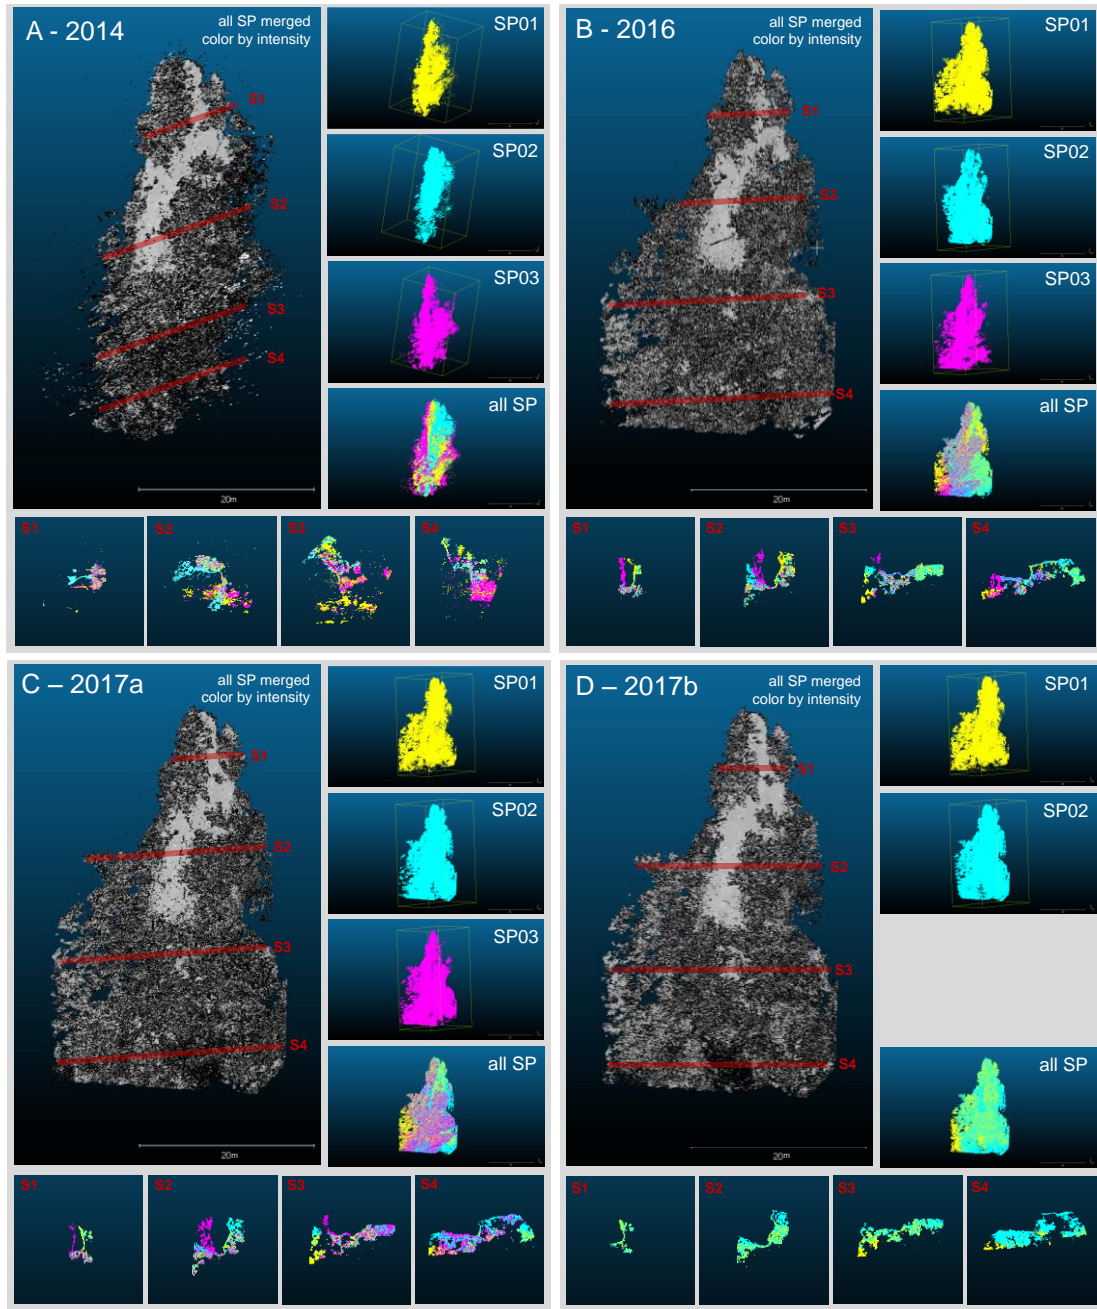 A - 2014
all SP merged
color by intensity
S1
S2
S3
S4
20m
SP01
SP02
SP03
all SP
S1
S2
S3
S4
B - 2016
all SP merged
color by intensity
S1
S2
S3
S4
20m
SP01
SP02
SP03
all SP
S1
S2
S3
S4
C – 2017a
all SP merged
color by intensity
S1
S2
S3
S4
20m
SP01
SP02
SP03
all SP
S1
S2
S3
S4
D – 2017b
all SP merged
color by intensity
S1
S2
S3
S4
20m
SP01
SP02
all SP
S1
S2
S3
S4